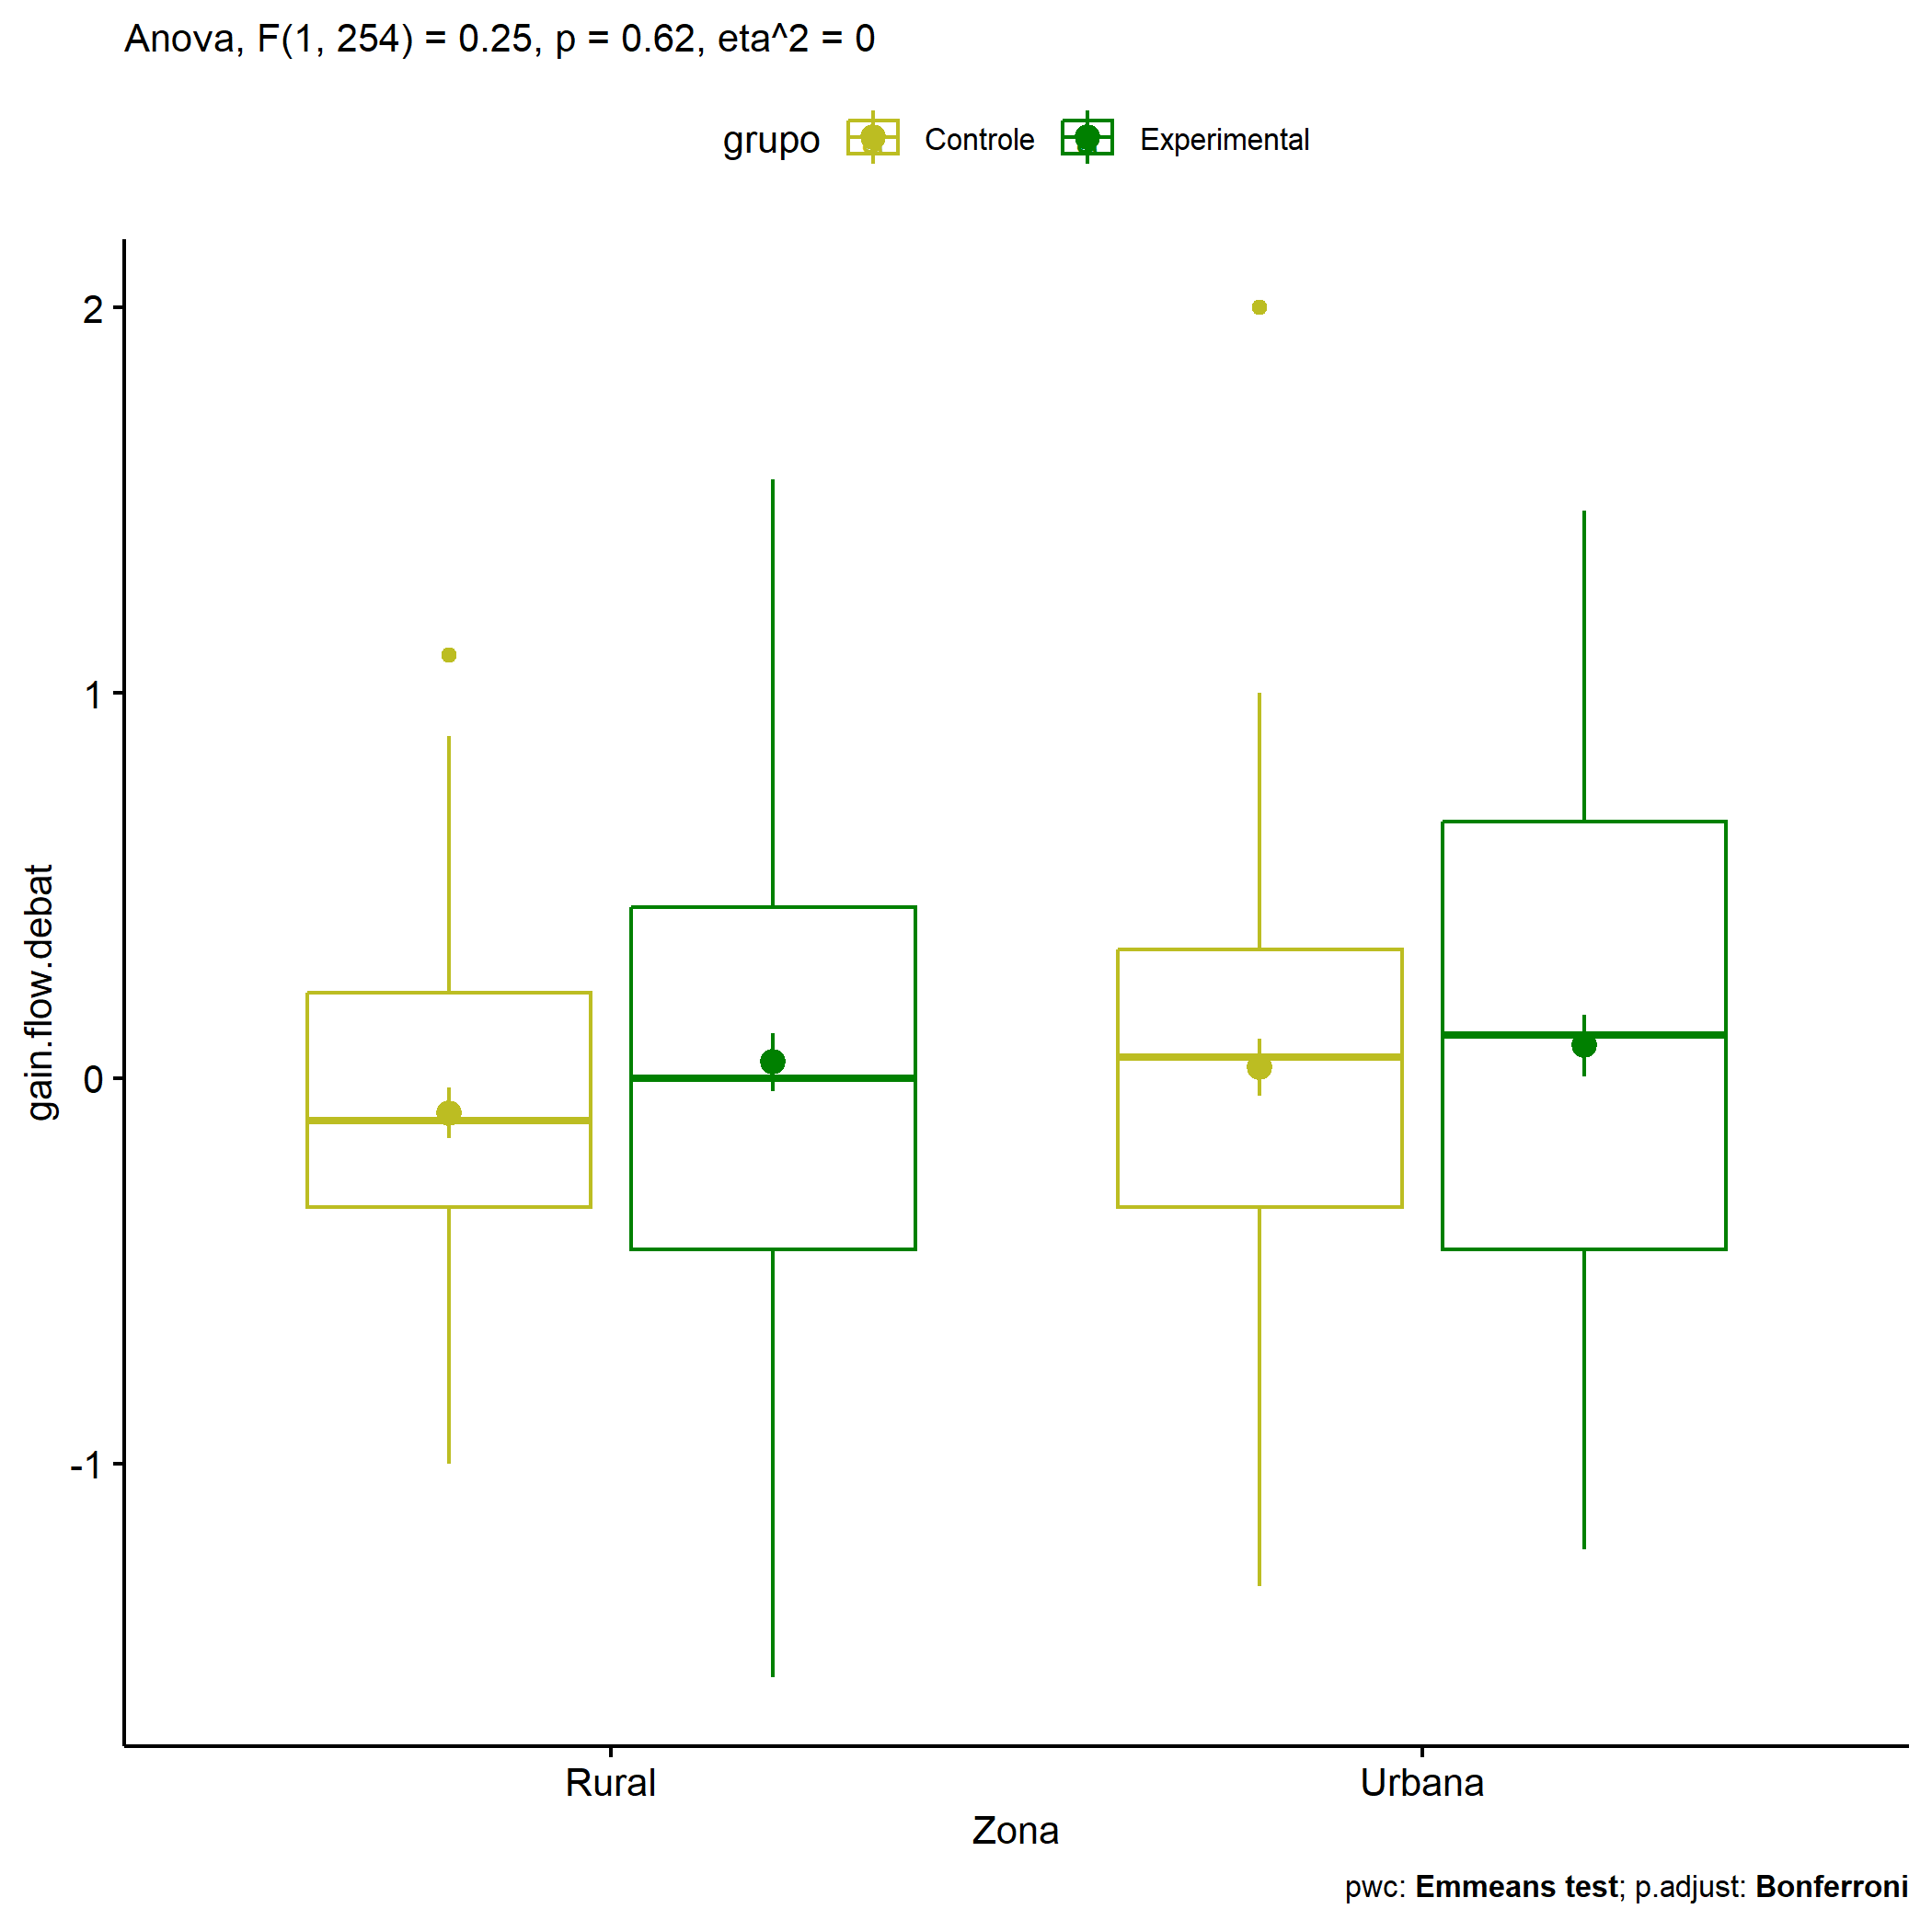 Anova, F(1, 254) = 0.25, p = 0.62, eta^2 = 0
grupo Controle Experimental
2
1
0
-1
gain.flow.debat
Rural Urbana
Zona
pwc: Emmeans test; p.adjust: Bonferroni